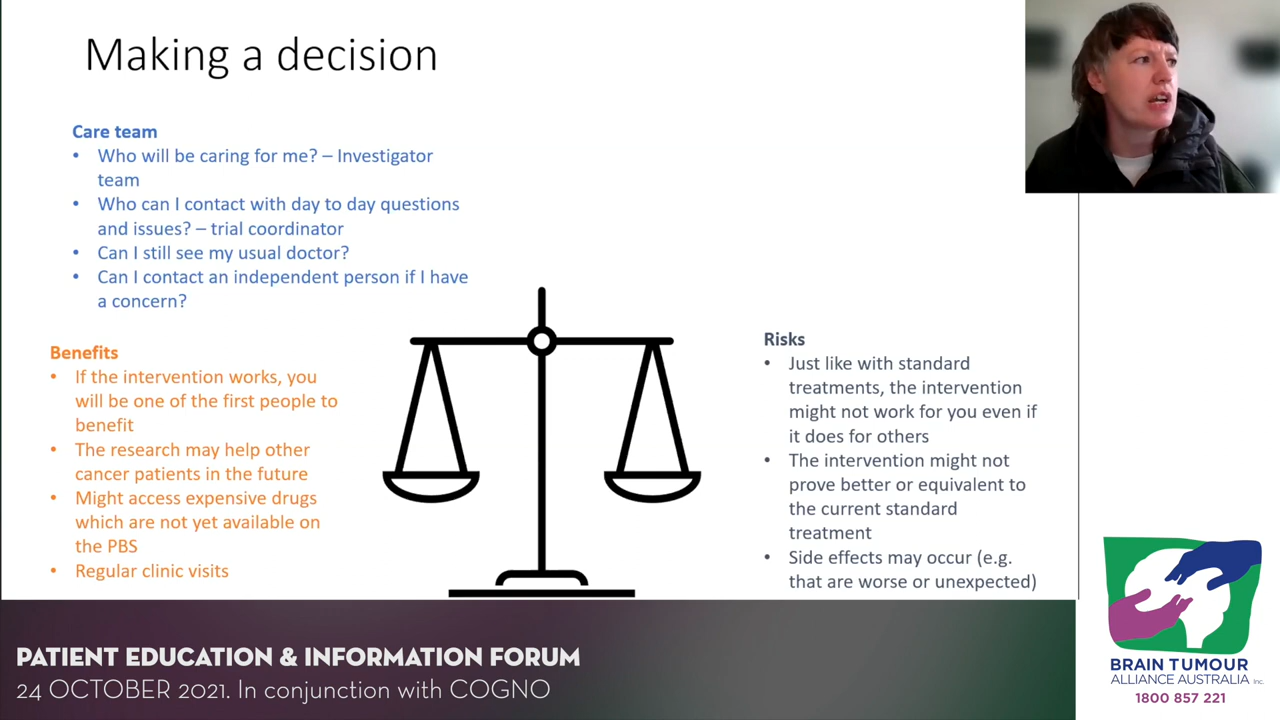 Making a decision
Care team
• Who will be caring for me? – Investigator
team
• Who can I contact with day to day questions
and issues? – trial coordinator
• Can I still see my usual doctor?
• Can I contact an independent person if I have
a concern?
Benefits
• If the intervention works, you
will be one of the first people to
benefit
• The research may help other
cancer patients in the future
• Might access expensive drugs
which are not yet available on
the PBS
• Regular clinic visits
Risks
• Just like with standard
treatments, the intervention
might not work for you even if
it does for others
• The intervention might not
prove better or equivalent to
the current standard
treatment
• Side effects may occur (e.g.
that are worse or unexpected)
PATIENT EDUCATION & INFORMATION FORUM
24 OCTOBER 2021. In conjunction with COGNO
BRAIN TUMOUR
ALLIANCE AUSTRALIA Inc.
1800 857 221